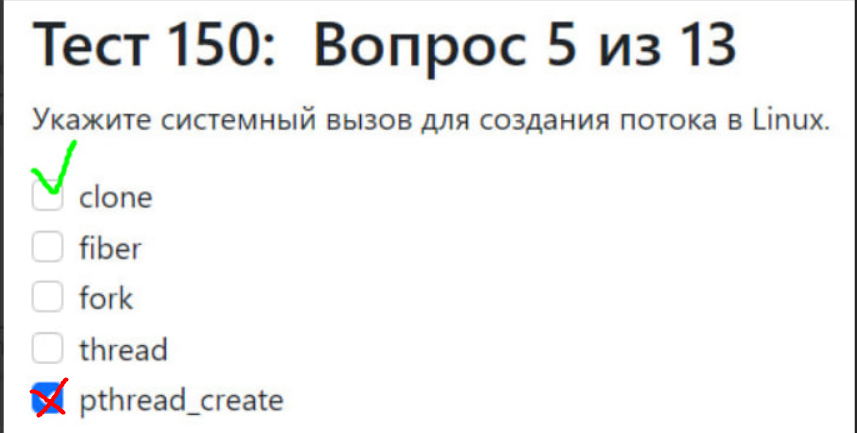 Тест 150: Вопрос 5 из 13
Укажите системный вызов для создания потока в Linux.
clone
fiber
fork
thread
pthread_create